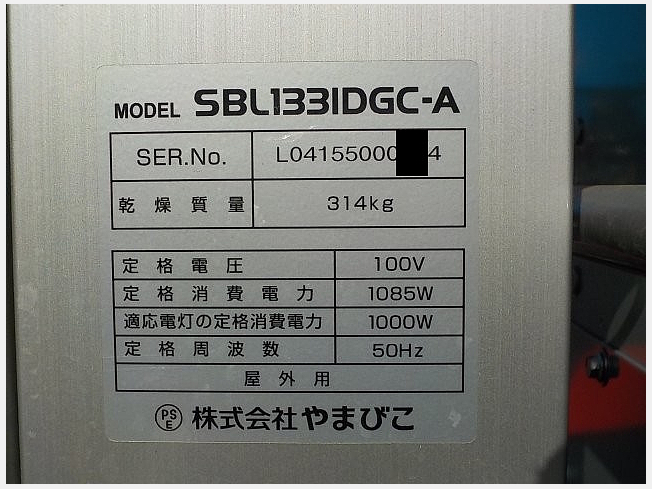 MODEL SBL1331DGC-A
SER.No. L04155000 4
乾燥質量 314kg
定格電圧 100V
定格消費電力 1085W
適応電灯の定格消費電力 1000W
定格周波数 50Hz
屋外用
PS E 株式会社やまびこ